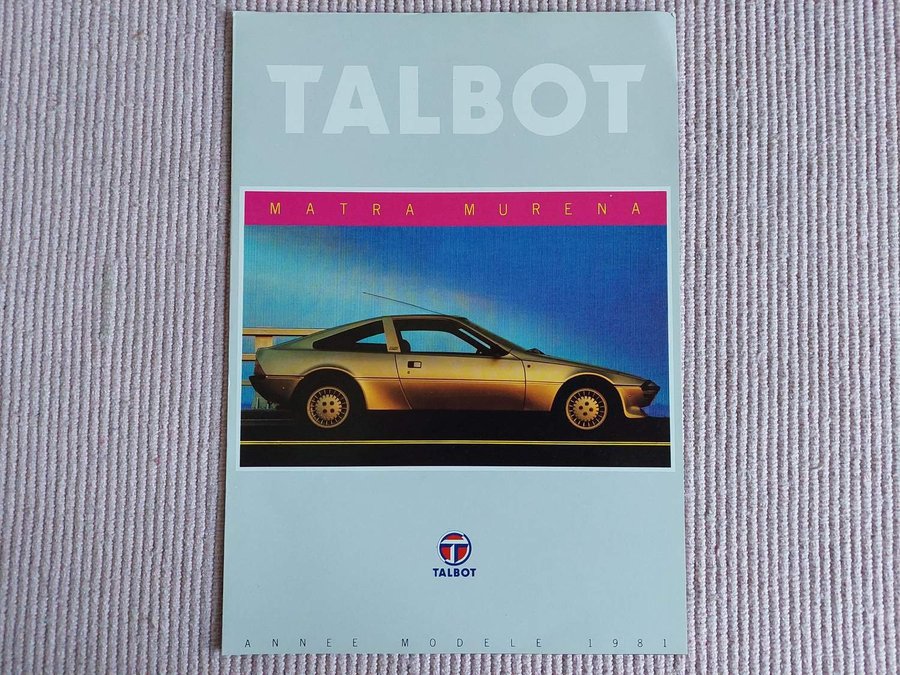 TALBOT
MATRA MURENA
TALBOT
ANNEE MODELE 1981